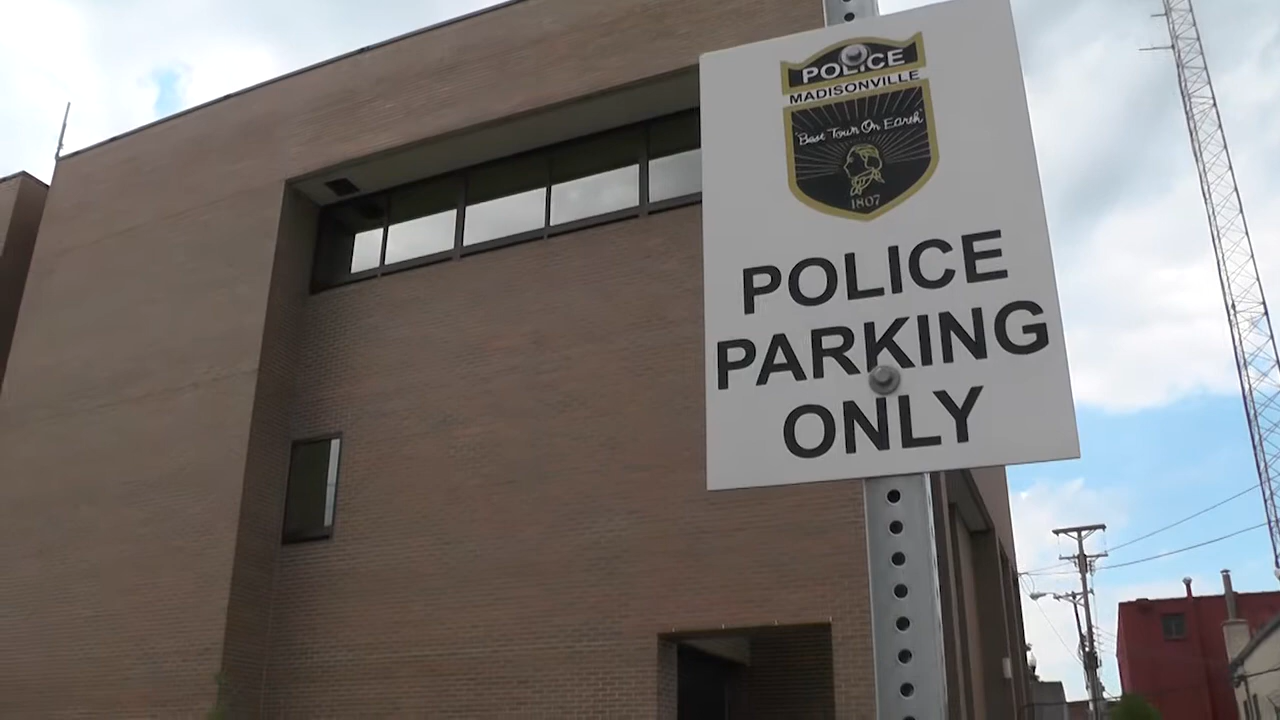 POLICE
MADISONVILLE
"Best Town On Earth"
1807
POLICE
PARKING
ONLY